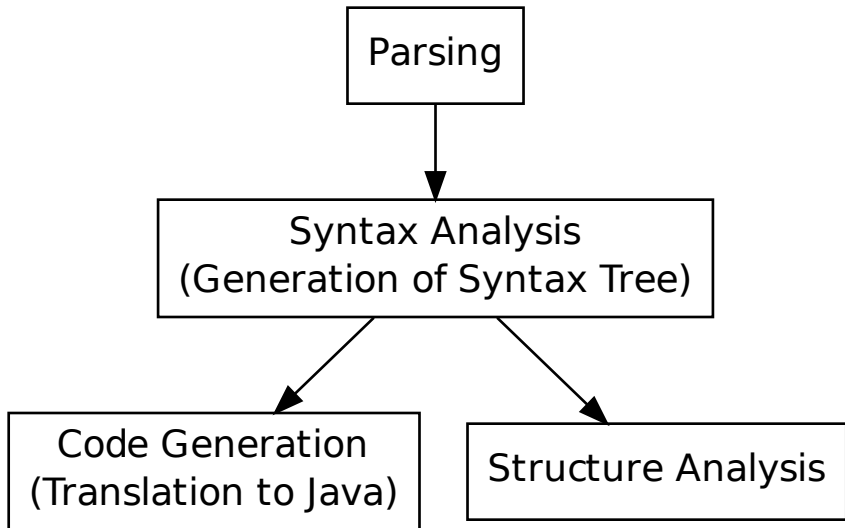 Parsing
Syntax Analysis
(Generation of Syntax Tree)
Code Generation
(Translation to Java)
Structure Analysis